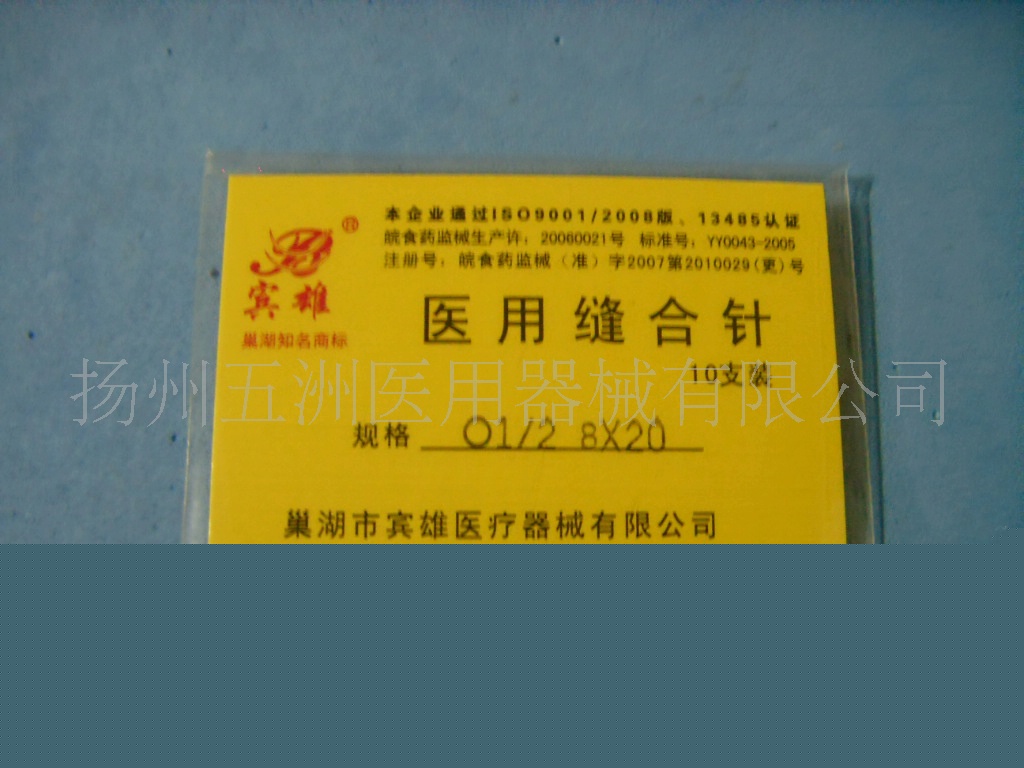 本企业通过ISO9001/2008版、13485认证
皖食药监械生产许：20060021号 标准号：YY0043-2005
注册号：皖食药监械（准）字2007第2010029（更）号
®
宾雄
巢湖知名商标
医用缝合针
10支装
扬州五洲医用器械有限公司
规格 O1/2 8X20
巢湖市宾雄医疗器械有限公司